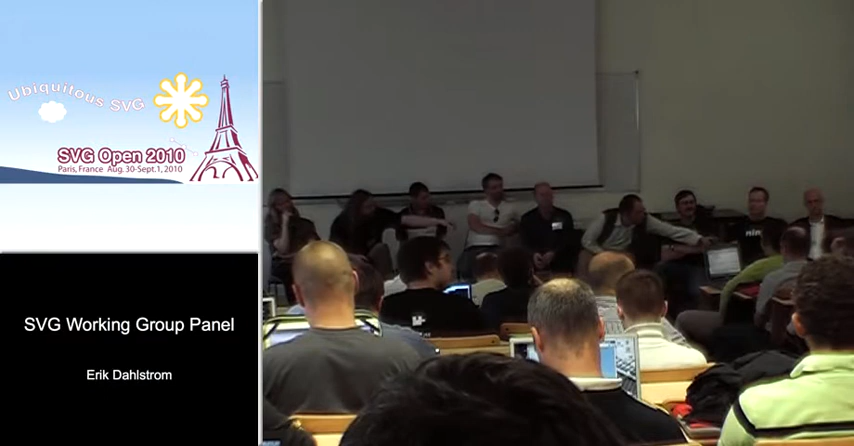 Ubiquitous SVG
SVG Open 2010
Paris, France Aug. 30-Sept.1, 2010
SVG Working Group Panel
Erik Dahlstrom